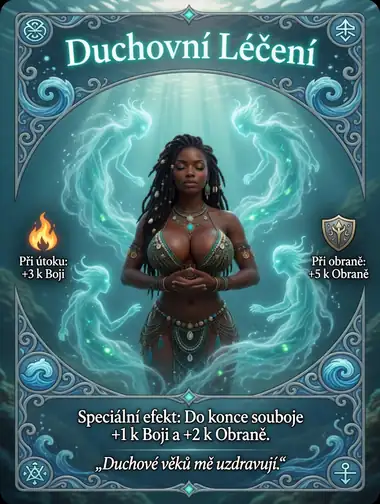 Duchovní Léčení
Při útoku:
+3 k Boji
Při obraně:
+5 k Obraně
Speciální efekt: Do konce souboje
+1 k Boji a +2 k Obraně.
„Duchové věků mě uzdravují.“